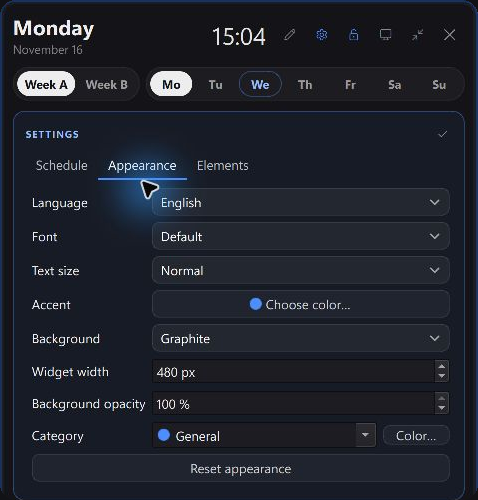 Monday
15:04
November 16
Week A Week B Mo Tu We Th Fr Sa Su
SETTINGS
Schedule Appearance Elements
Language English
Font Default
Text size Normal
Accent Choose color...
Background Graphite
Widget width 480 px
Background opacity 100 %
Category General Color...
Reset appearance